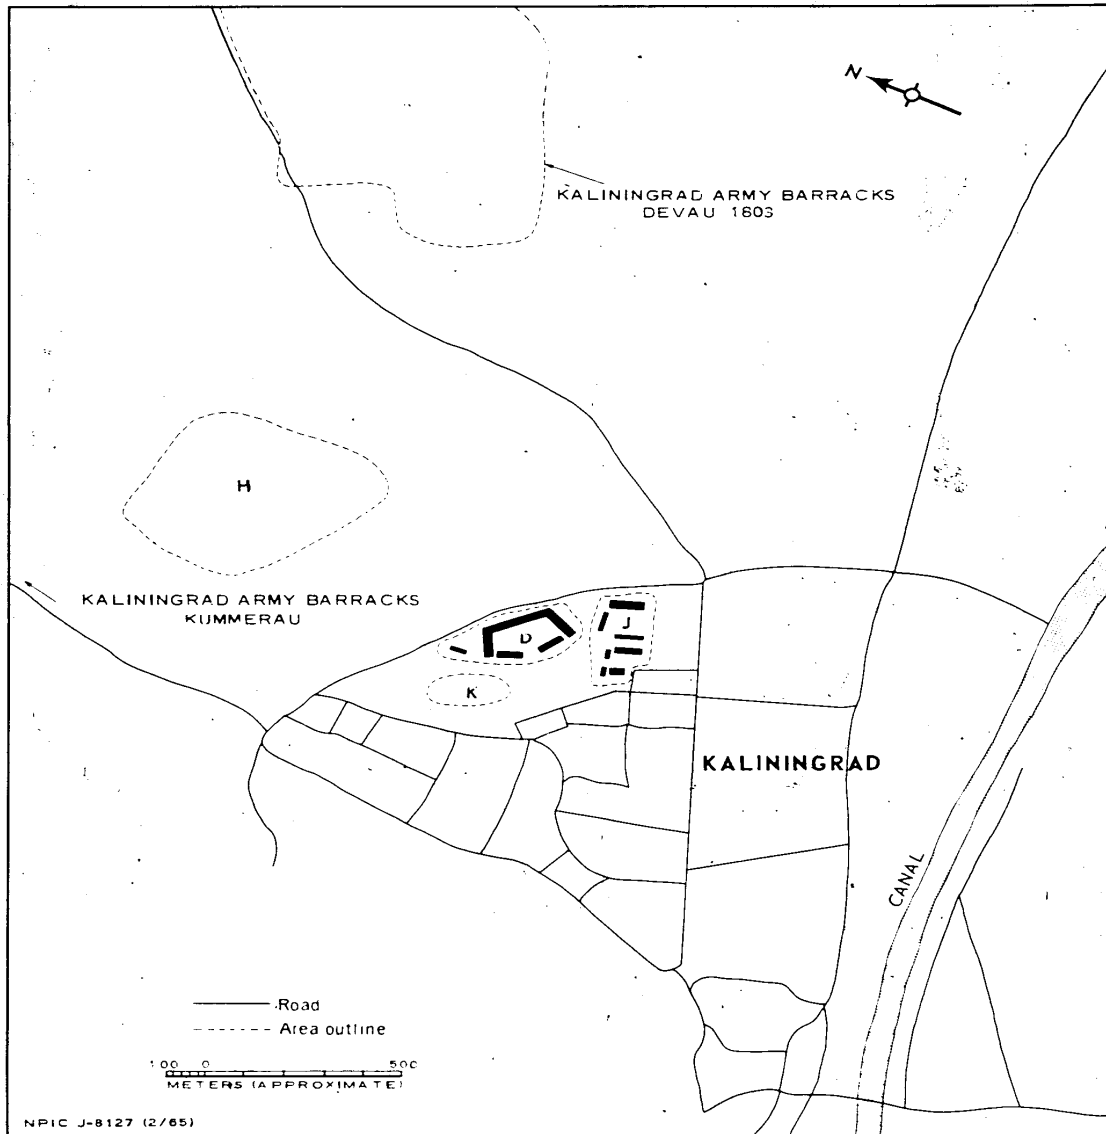 N
KALININGRAD ARMY BARRACKS
DEVAU 1803
H
KALININGRAD ARMY BARRACKS
KUMMERAU
D
J
K
KALININGRAD
CANAL
Road
Area outline
100 0 500
METERS (APPROXIMATE)
NPIC J-8127 (2/65)